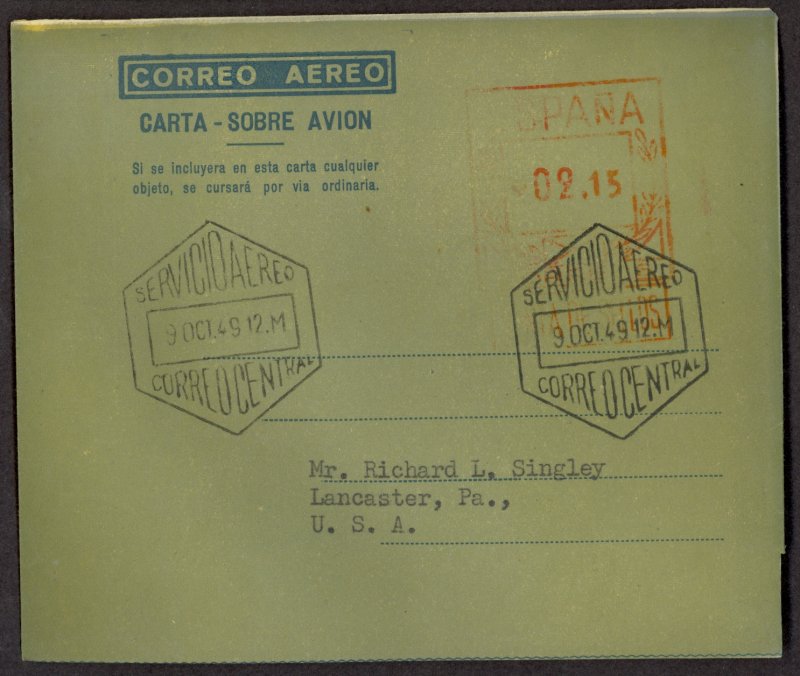 CORREO AEREO
CARTA - SOBRE AVION
Si se incluyera en esta carta cualquier
objeto, se cursará por via ordinaria.
ESPAÑA
02.15
SERVICIO AEREO
9 OCT. 49 12. M
CORREO CENTRAL
SERVICIO AEREO
9 OCT. 49 12. M
CORREO CENTRAL
Mr. Richard L. Singley
Lancaster, Pa.,
U. S. A.